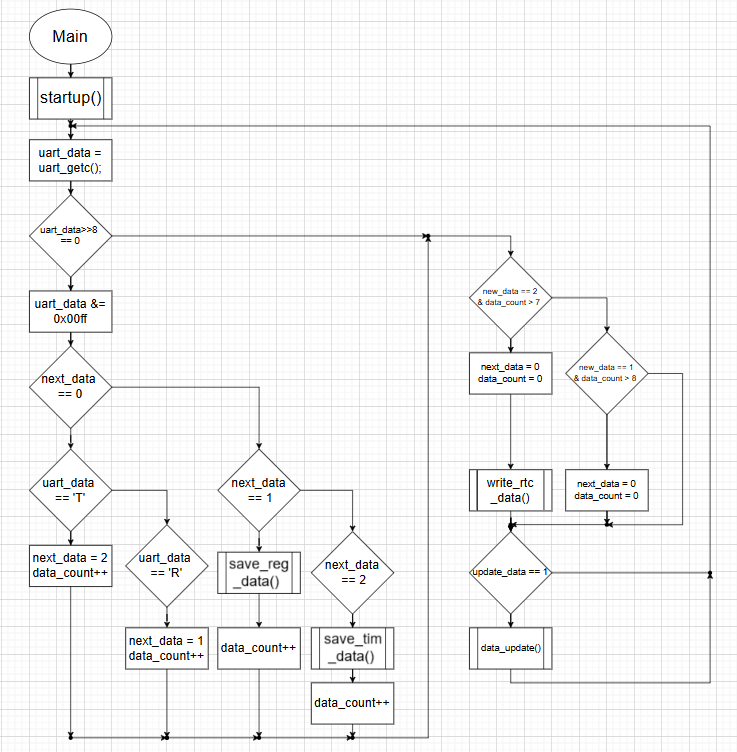 Main
startup()
uart_data =
uart_getc();
uart_data>>8
== 0
uart_data &=
0x00ff
next_data
== 0
uart_data
== 'T'
next_data = 2
data_count++
uart_data
== 'R'
next_data = 1
data_count++
next_data
== 1
save_reg
_data()
data_count++
next_data
== 2
save_tim
_data()
data_count++
new_data == 2
& data_count > 7
next_data = 0
data_count = 0
write_rtc
_data()
new_data == 1
& data_count > 8
next_data = 0
data_count = 0
update_data == 1
data_update()